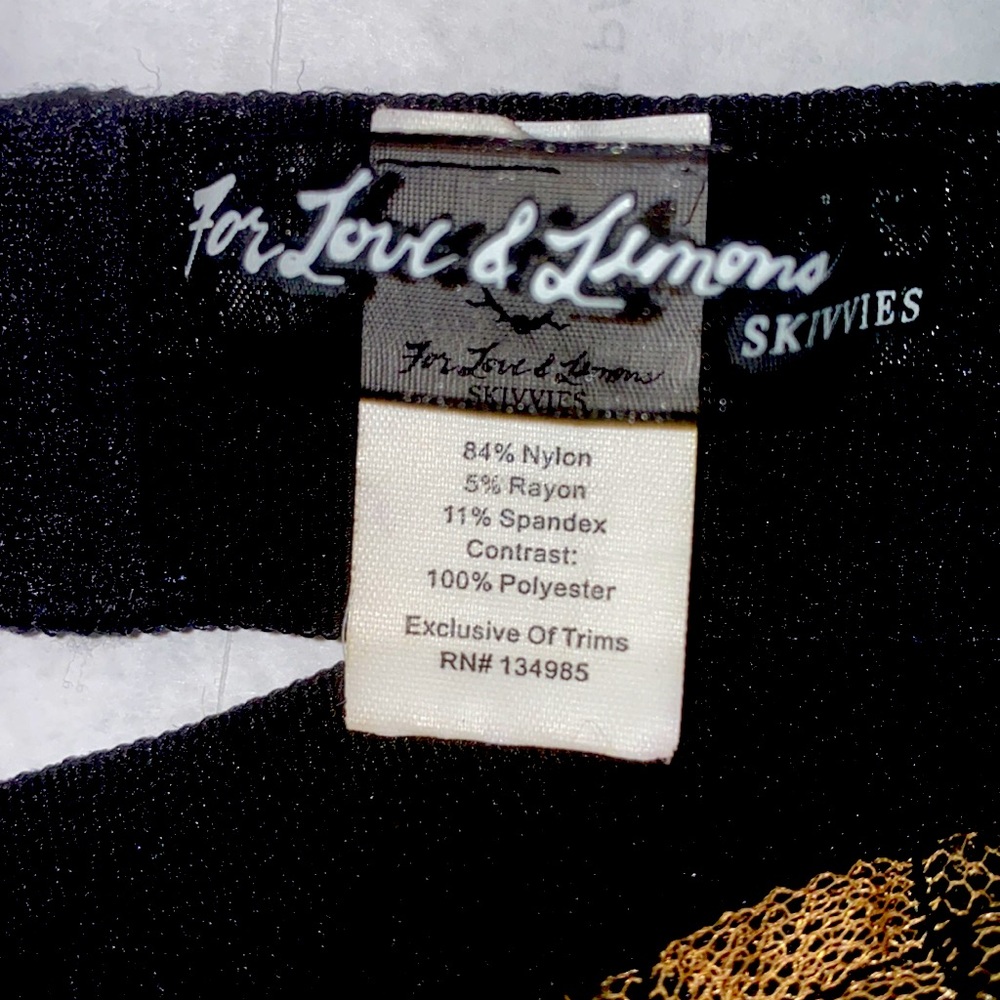 For Love & Lemons
SKIVVIES
For Love & Lemons
SKIVVIES
84% Nylon
5% Rayon
11% Spandex
Contrast:
100% Polyester
Exclusive Of Trims
RN# 134985